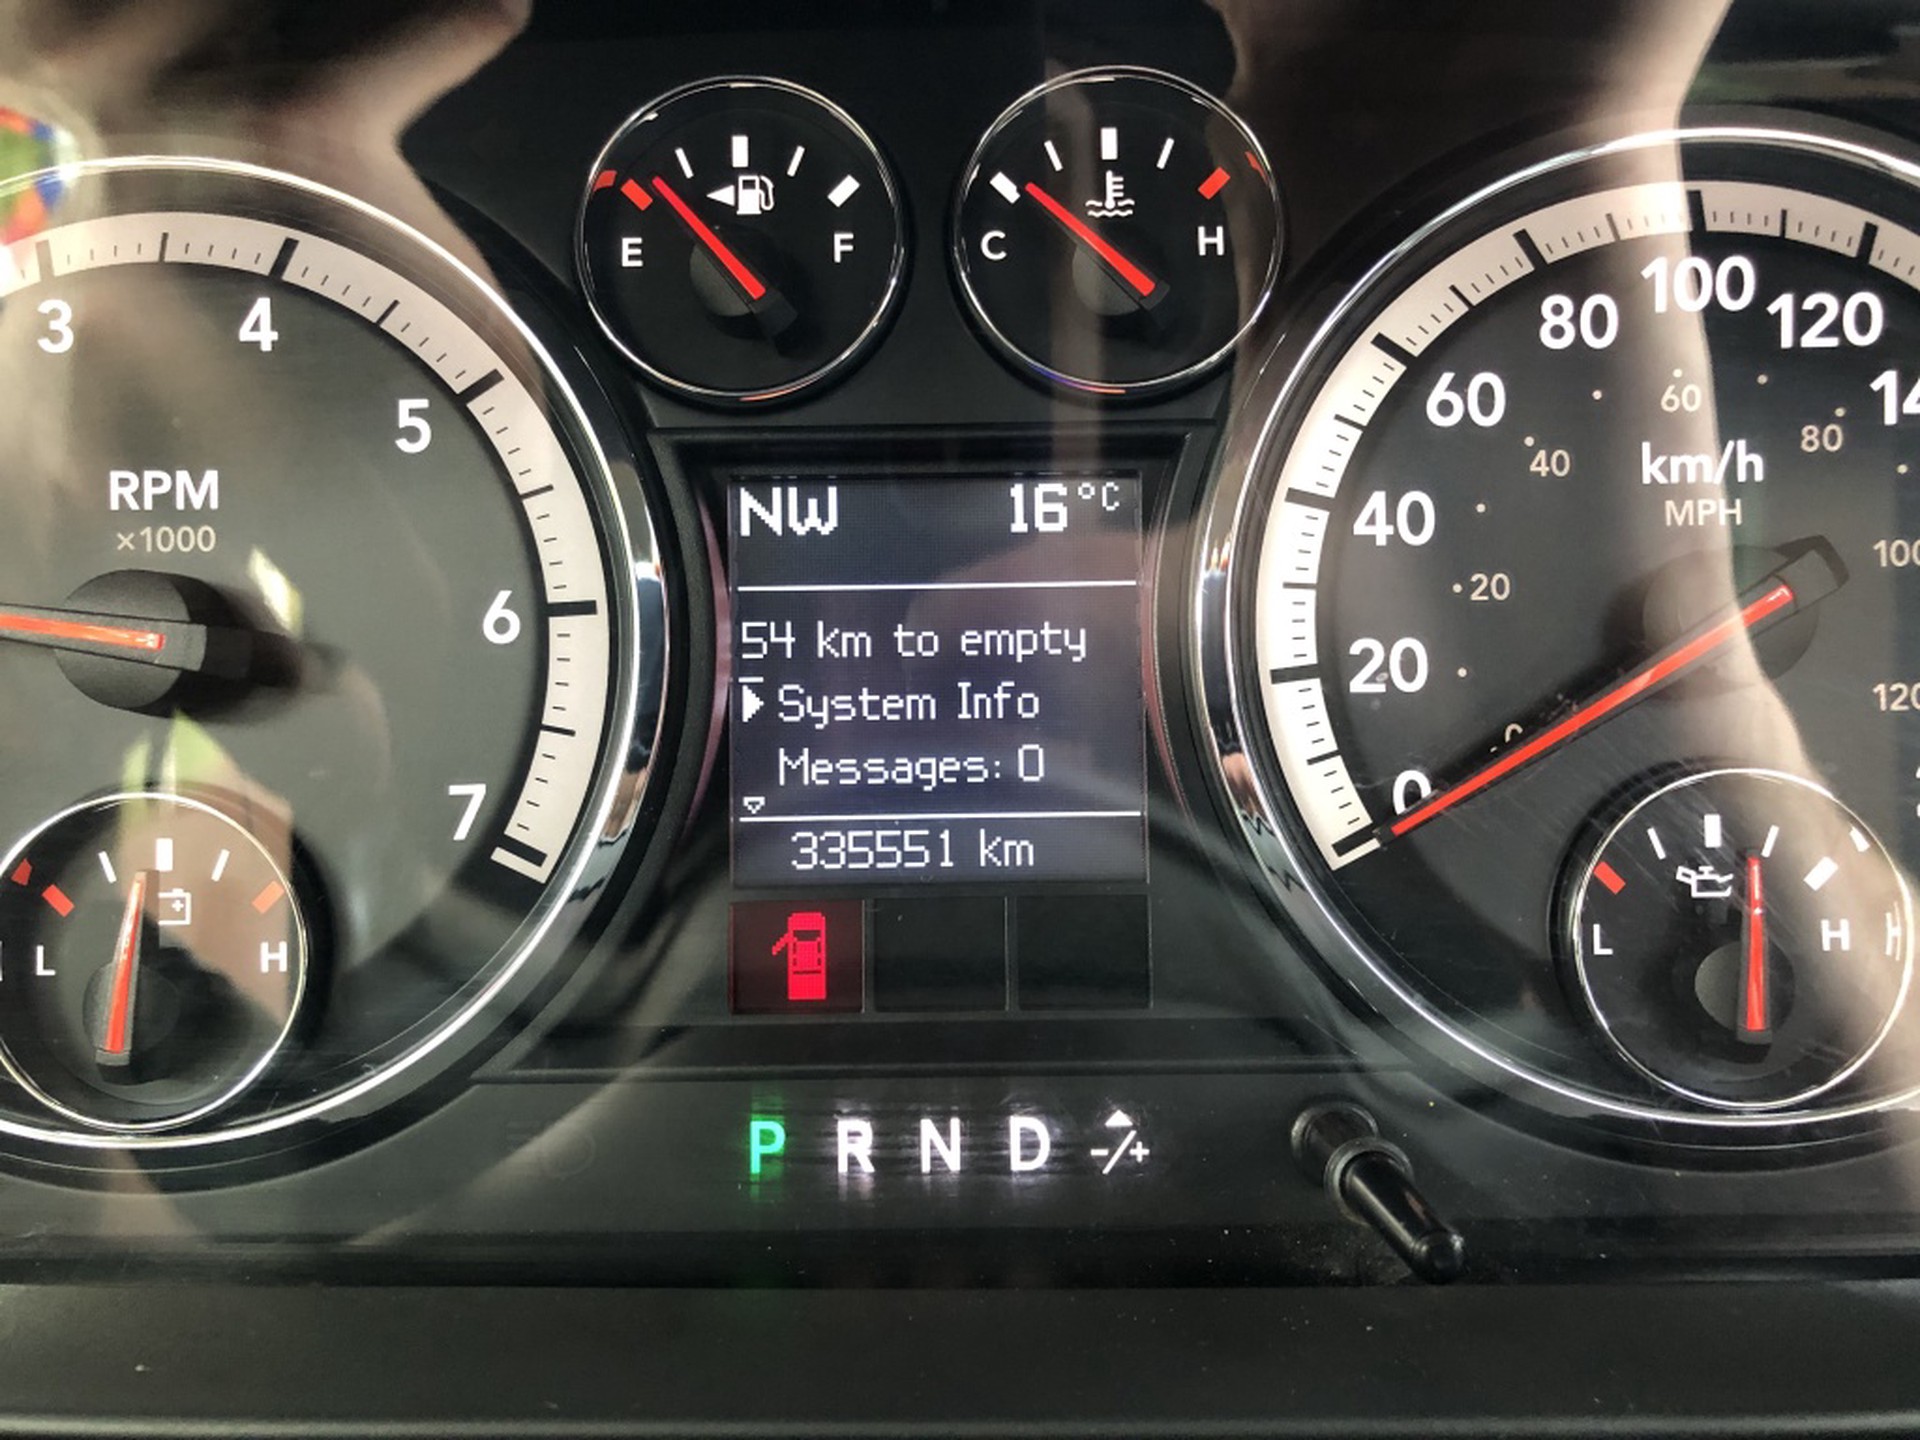 E F
C H
3
4
5
6
7
RPM
×1000
L H
NW 16°C
54 km to empty
System Info
Messages: 0
335551 km
P R N D -/+
0
20
40
60
80
100
120
km/h
MPH
0
20
40
60
80
100
L H